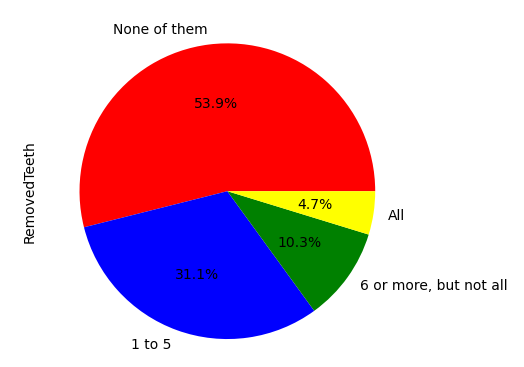 None of them
53.9%
RemovedTeeth
4.7%
All
10.3%
31.1%
6 or more, but not all
1 to 5